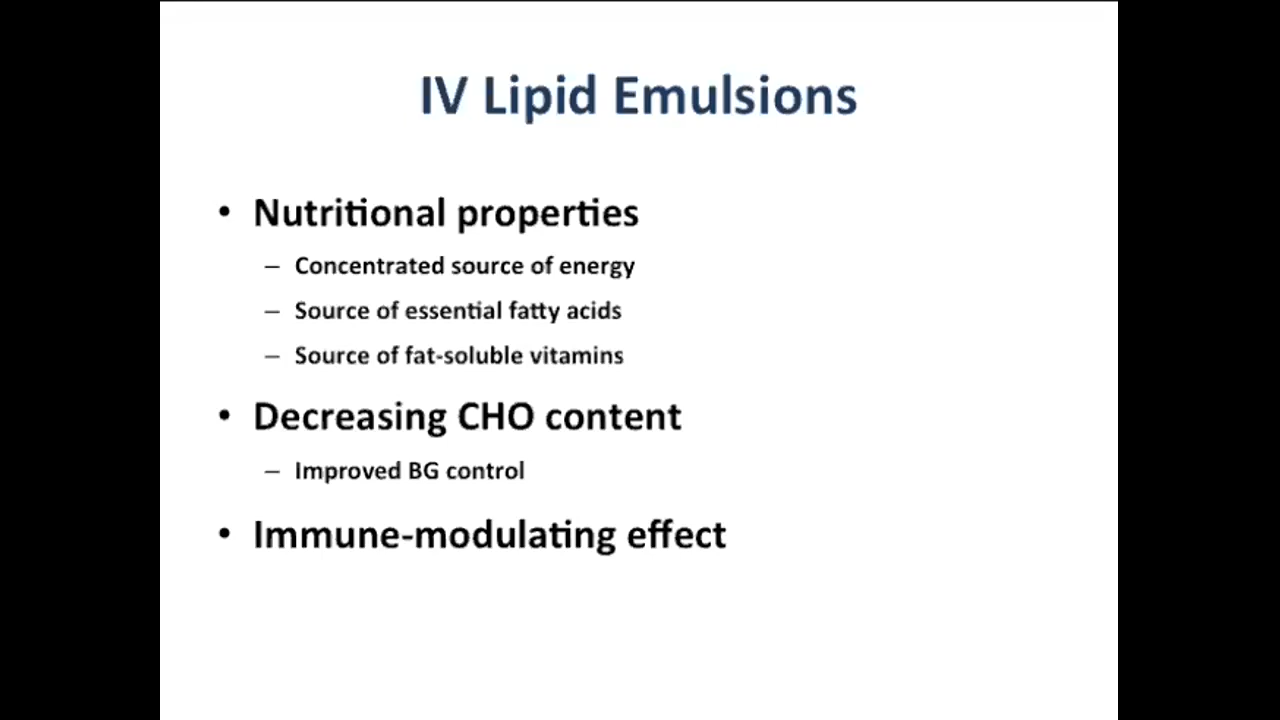 IV Lipid Emulsions
• Nutritional properties
– Concentrated source of energy
– Source of essential fatty acids
– Source of fat-soluble vitamins
• Decreasing CHO content
– Improved BG control
• Immune-modulating effect